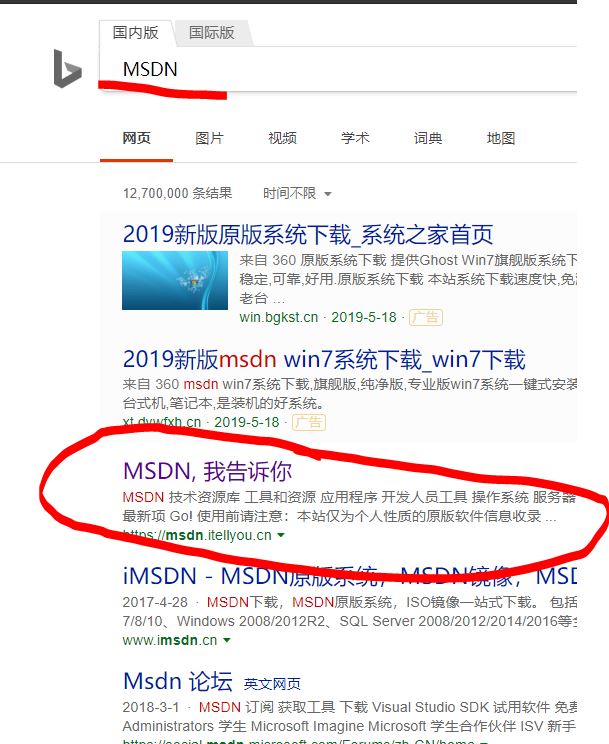 国内版 国际版
MSDN
网页 图片 视频 学术 词典 地图
12,700,000 条结果 时间不限
2019新版原版系统下载_系统之家首页
来自 360 原版系统下载 提供Ghost Win7旗舰版系统下
稳定,可靠,好用.原版系统下载 本站系统下载速度快,免
老台 ...
win.bgkst.cn · 2019-5-18 · 广告
2019新版msdn win7系统下载_win7下载
来自 360 msdn win7系统下载,旗舰版,纯净版,专业版win7系统一键式安装
台式机,笔记本,是装机的好系统。
xt.dywfxh.cn · 2019-5-18 · 广告
MSDN, 我告诉你
MSDN 技术资源库 工具和资源 应用程序 开发人员工具 操作系统 服务器
最新项 Go! 使用前请注意：本站仅为个人性质的原版软件信息收录 ...
https://msdn.itellyou.cn
iMSDN - MSDN原版系统，MSDN镜像，MSD
2017-4-28 · MSDN下载，MSDN原版系统，ISO镜像一站式下载。 包括
7/8/10、Windows 2008/2012R2、SQL Server 2008/2012/2014/2016等
www.imsdn.cn
Msdn 论坛 英文网页
2018-3-1 · MSDN 订阅 获取工具 下载 Visual Studio SDK 试用软件 免费
Administrators 学生 Microsoft Imagine Microsoft 学生合作伙伴 ISV 新手
https://social.msdn.microsoft.com/Forums/zh-CN/home